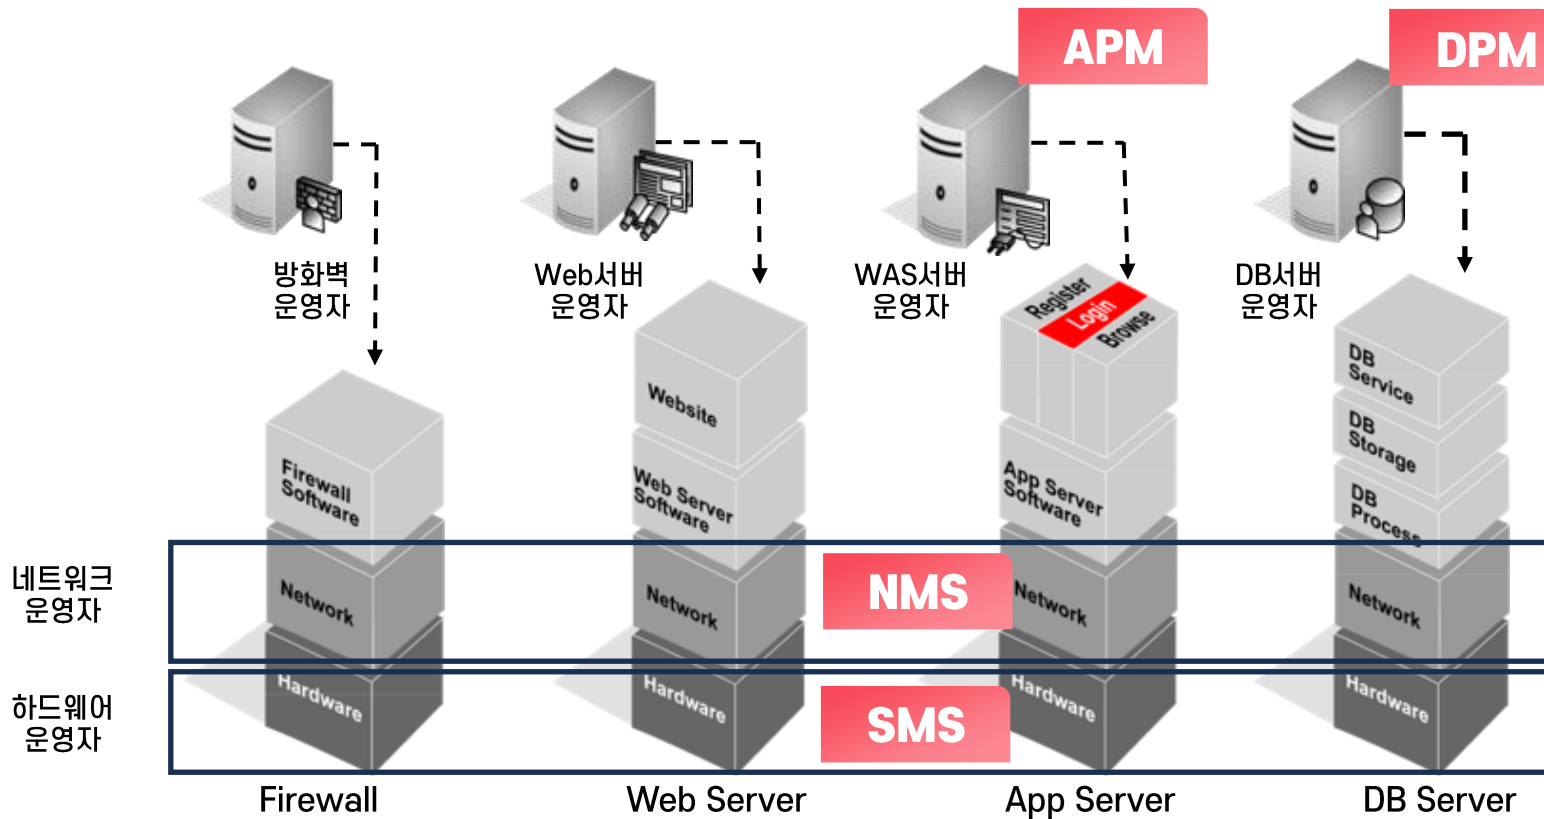 APM
DPM
방화벽
운영자
Web서버
운영자
WAS서버
운영자
DB서버
운영자
Register
Login
Browse
Website
DB
Service
DB
Storage
DB
Process
Firewall
Software
Web Server
Software
App Server
Software
네트워크
운영자
Network
Network
NMS
Network
Network
하드웨어
운영자
Hardware
Hardware
SMS
Hardware
Hardware
Firewall
Web Server
App Server
DB Server